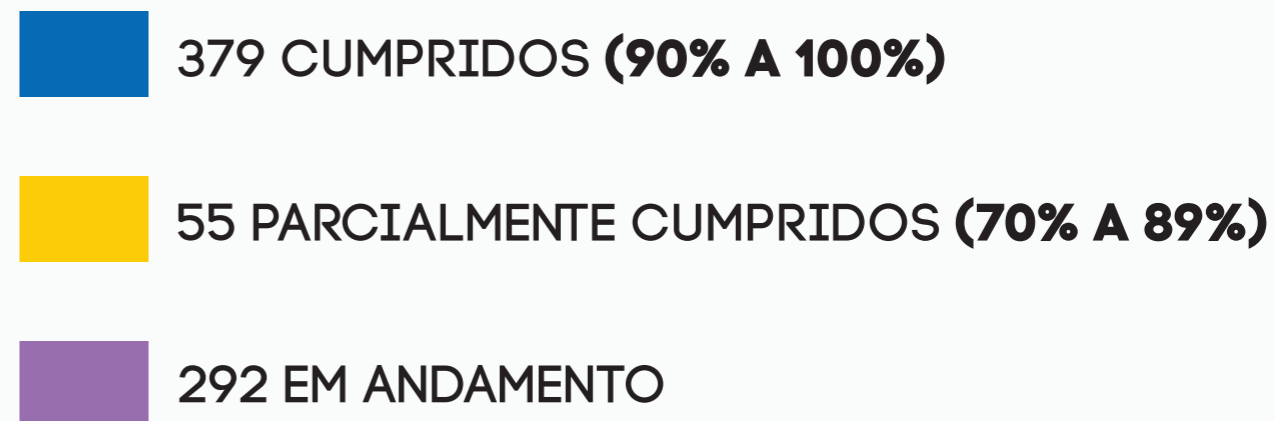 379 CUMPRIDOS (90% A 100%)
55 PARCIALMENTE CUMPRIDOS (70% A 89%)
292 EM ANDAMENTO